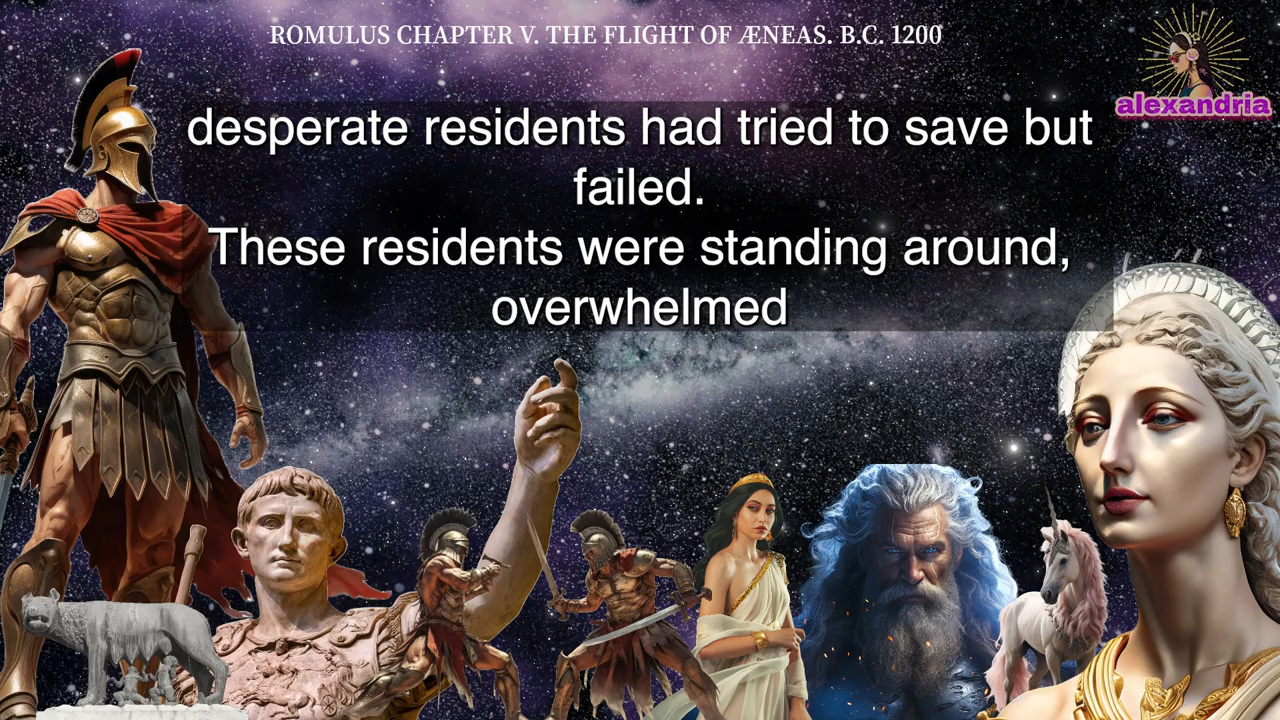 ROMULUS CHAPTER V. THE FLIGHT OF ÆNEAS. B.C. 1200
alexandria
desperate residents had tried to save but
failed.
These residents were standing around,
overwhelmed